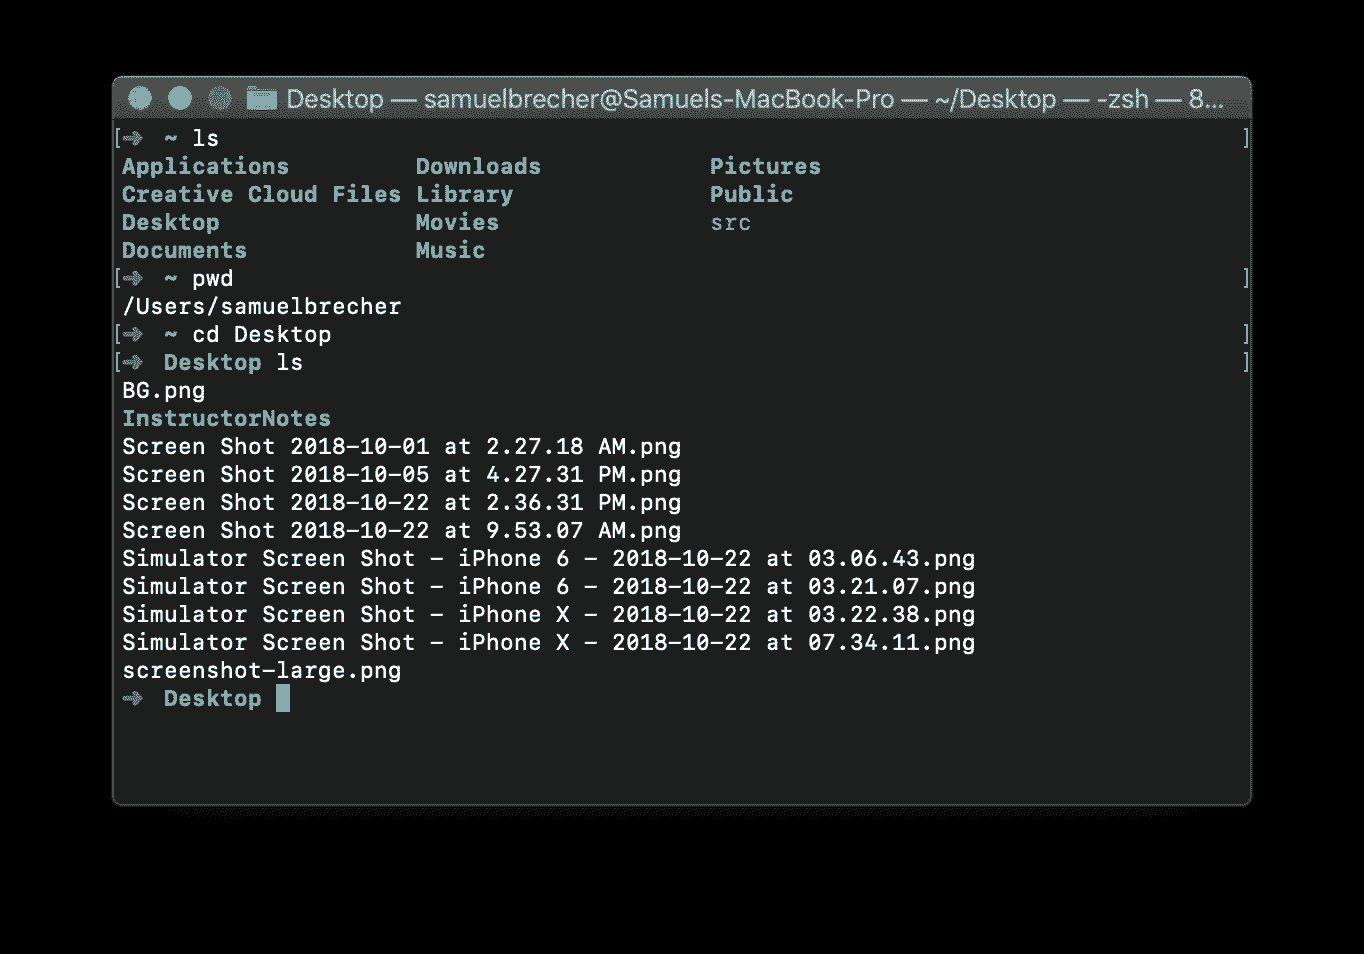 Desktop — samuelbrecher@Samuels-MacBook-Pro — ~/Desktop — -zsh — 8...
[➔ ~ ls ]
Applications Downloads Pictures
Creative Cloud Files Library Public
Desktop Movies src
Documents Music
[➔ ~ pwd ]
/Users/samuelbrecher
[➔ ~ cd Desktop ]
[➔ Desktop ls ]
BG.png
InstructorNotes
Screen Shot 2018-10-01 at 2.27.18 AM.png
Screen Shot 2018-10-05 at 4.27.31 PM.png
Screen Shot 2018-10-22 at 2.36.31 PM.png
Screen Shot 2018-10-22 at 9.53.07 AM.png
Simulator Screen Shot - iPhone 6 - 2018-10-22 at 03.06.43.png
Simulator Screen Shot - iPhone 6 - 2018-10-22 at 03.21.07.png
Simulator Screen Shot - iPhone X - 2018-10-22 at 03.22.38.png
Simulator Screen Shot - iPhone X - 2018-10-22 at 07.34.11.png
screenshot-large.png
➔ Desktop